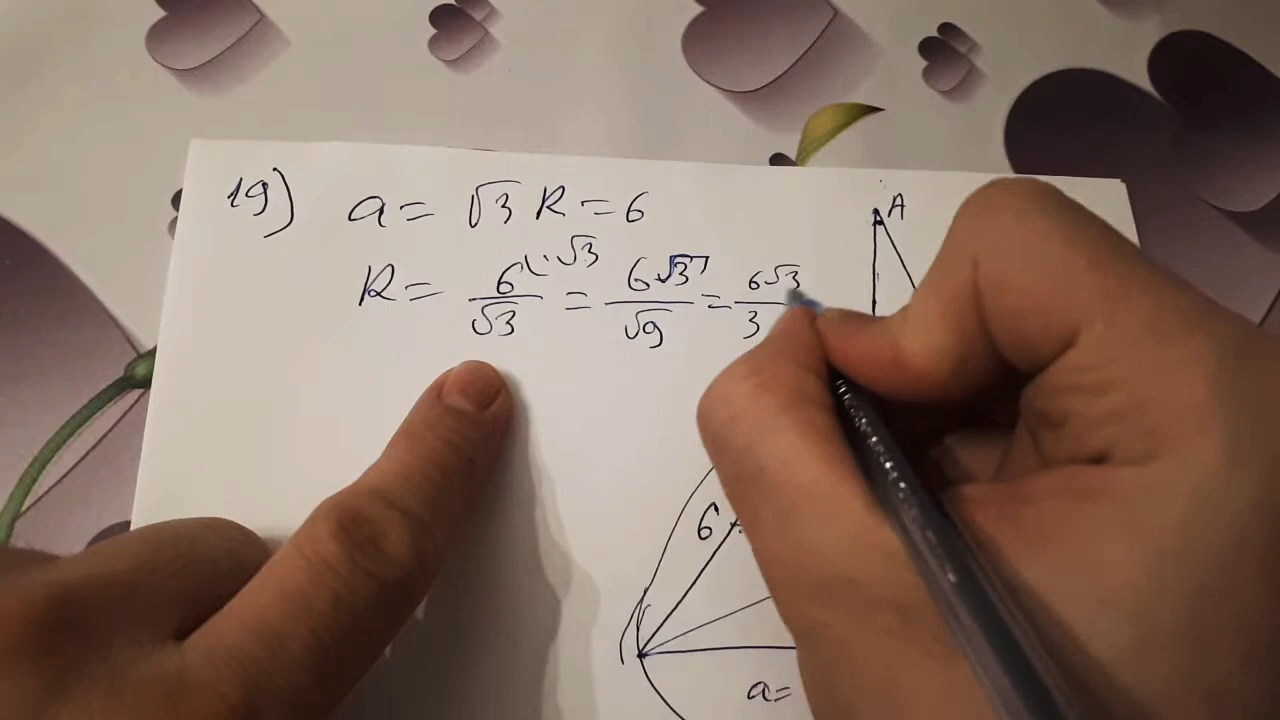 19) a = √3 R = 6
R = 6(·√3 / √3 = 6√3 / √9 = 6√3 / 3
A
6
a =